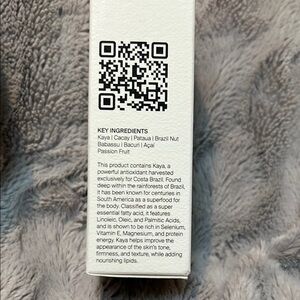 KEY INGREDIENTS
Kaya | Cacay | Pataua | Brazil Nut
Babassu | Bacuri | Açai
Passion Fruit
This product contains Kaya, a
powerful antioxidant harvested
exclusively for Costa Brazil. Found
deep within the rainforests of Brazil,
it has been known for centuries in
South America as a superfood for
the body. Classified as a super
essential fatty acid, it features
Linoleic, Oleic, and Palmitic Acids,
and is shown to be rich in Selenium,
Vitamin E, Magnesium, and protein
energy. Kaya helps improve the
appearance of the skin's tone,
firmness, and texture, while adding
nourishing lipids.